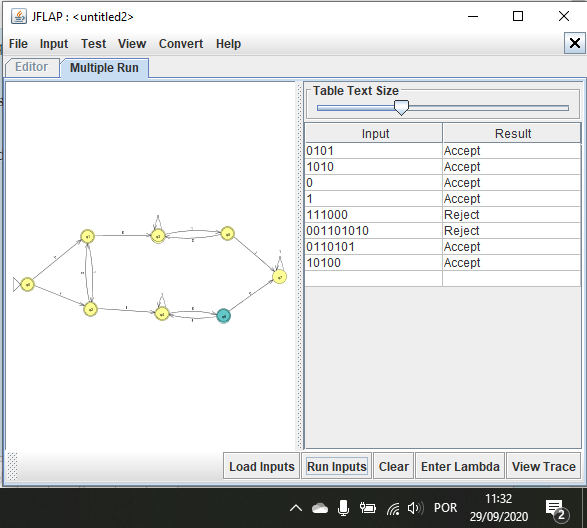 JFLAP : <untitled2>
File Input Test View Convert Help
Editor Multiple Run
Table Text Size
Input Result
0101 Accept
1010 Accept
0 Accept
1 Accept
111000 Reject
001101010 Reject
0110101 Accept
10100 Accept
Load Inputs Run Inputs Clear Enter Lambda View Trace
POR 11:32
29/09/2020 2